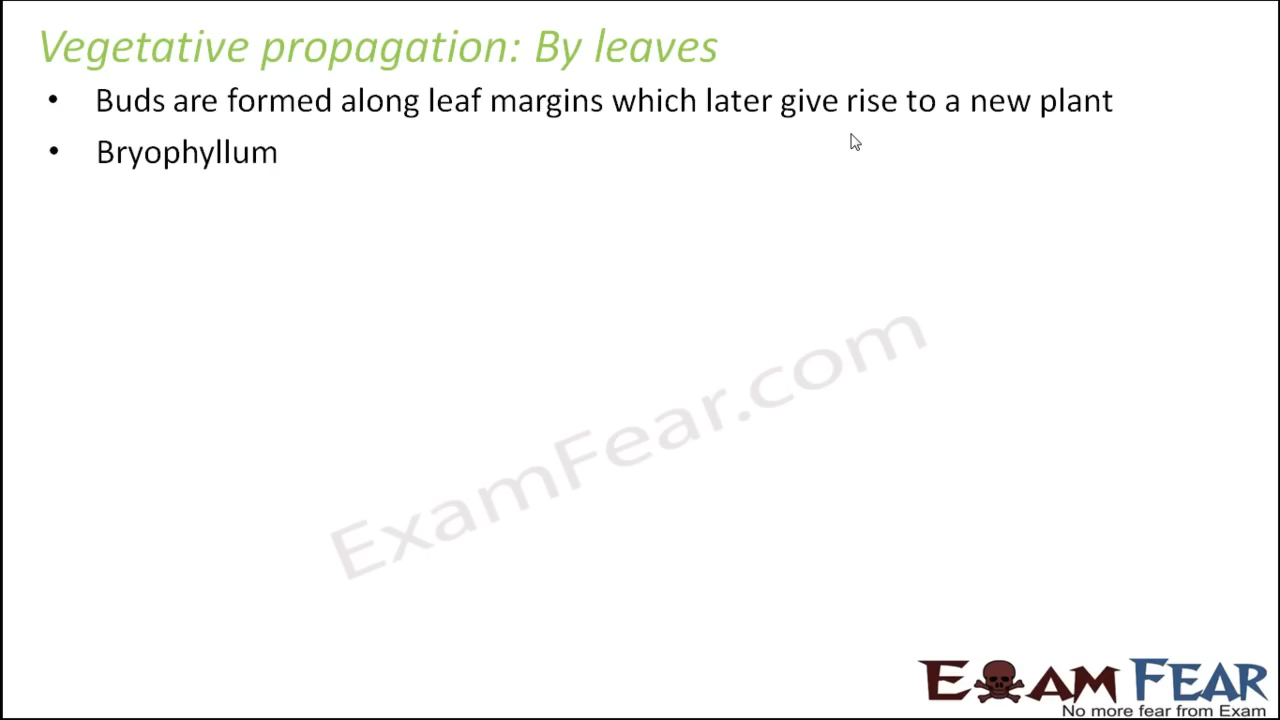 Vegetative propagation: By leaves
• Buds are formed along leaf margins which later give rise to a new plant
• Bryophyllum
ExamFear.com
EXAM FEAR
No more fear from Exam